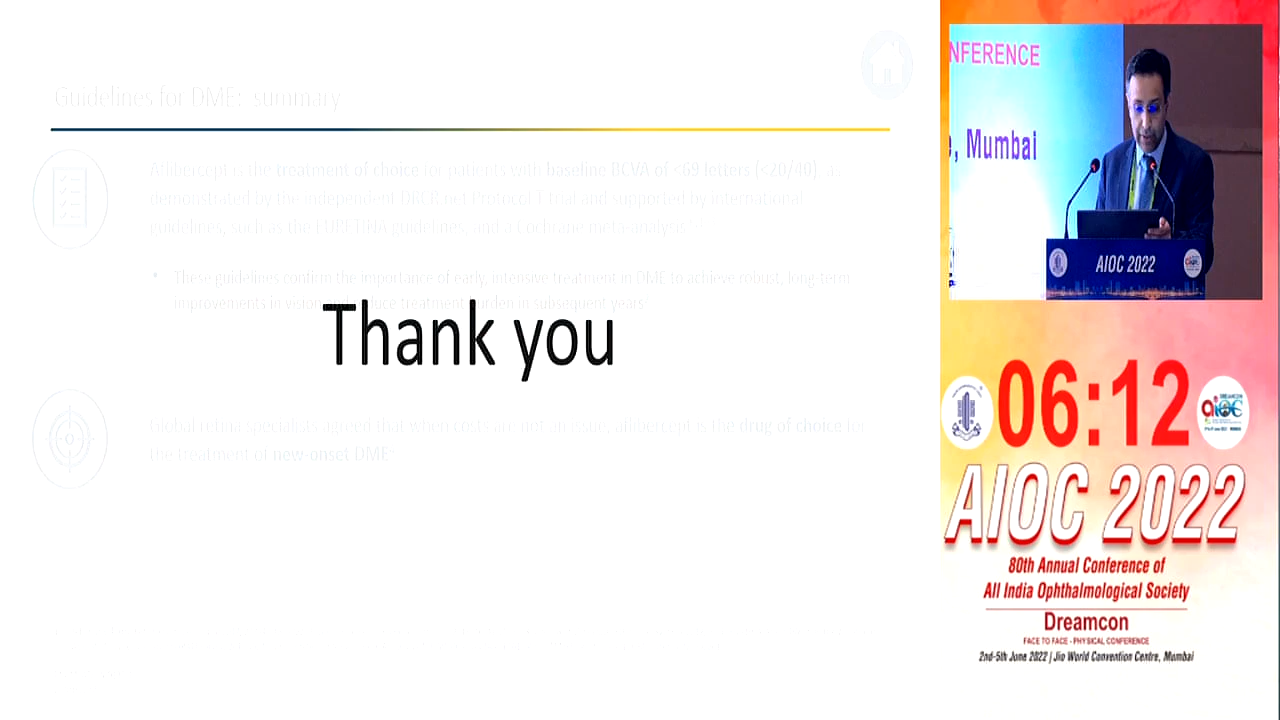 Guidelines for DME: summary
Aflibercept is the treatment of choice for patients with baseline BCVA of <69 letters (<20/40) as
demonstrated by the independent DRCR.net Protocol T trial and supported by international
guidelines, such as the EURETINA guidelines, and a Cochrane meta-analysis
• These guidelines confirm the importance of early, intensive treatment in DME to achieve robust, long-term
improvements in vision and reduce treatment burden in subsequent years
Thank you
Global retina specialists agreed that when cost is not an issue, aflibercept is the drug of choice for
the treatment of new-onset DME
NFERENCE
, Mumbai
AIOC 2022
06:12
AIOC 2022
80th Annual Conference of
All India Ophthalmological Society
Dreamcon
FACE TO FACE - PHYSICAL CONFERENCE
2nd-5th June 2022 | Jio World Convention Centre, Mumbai